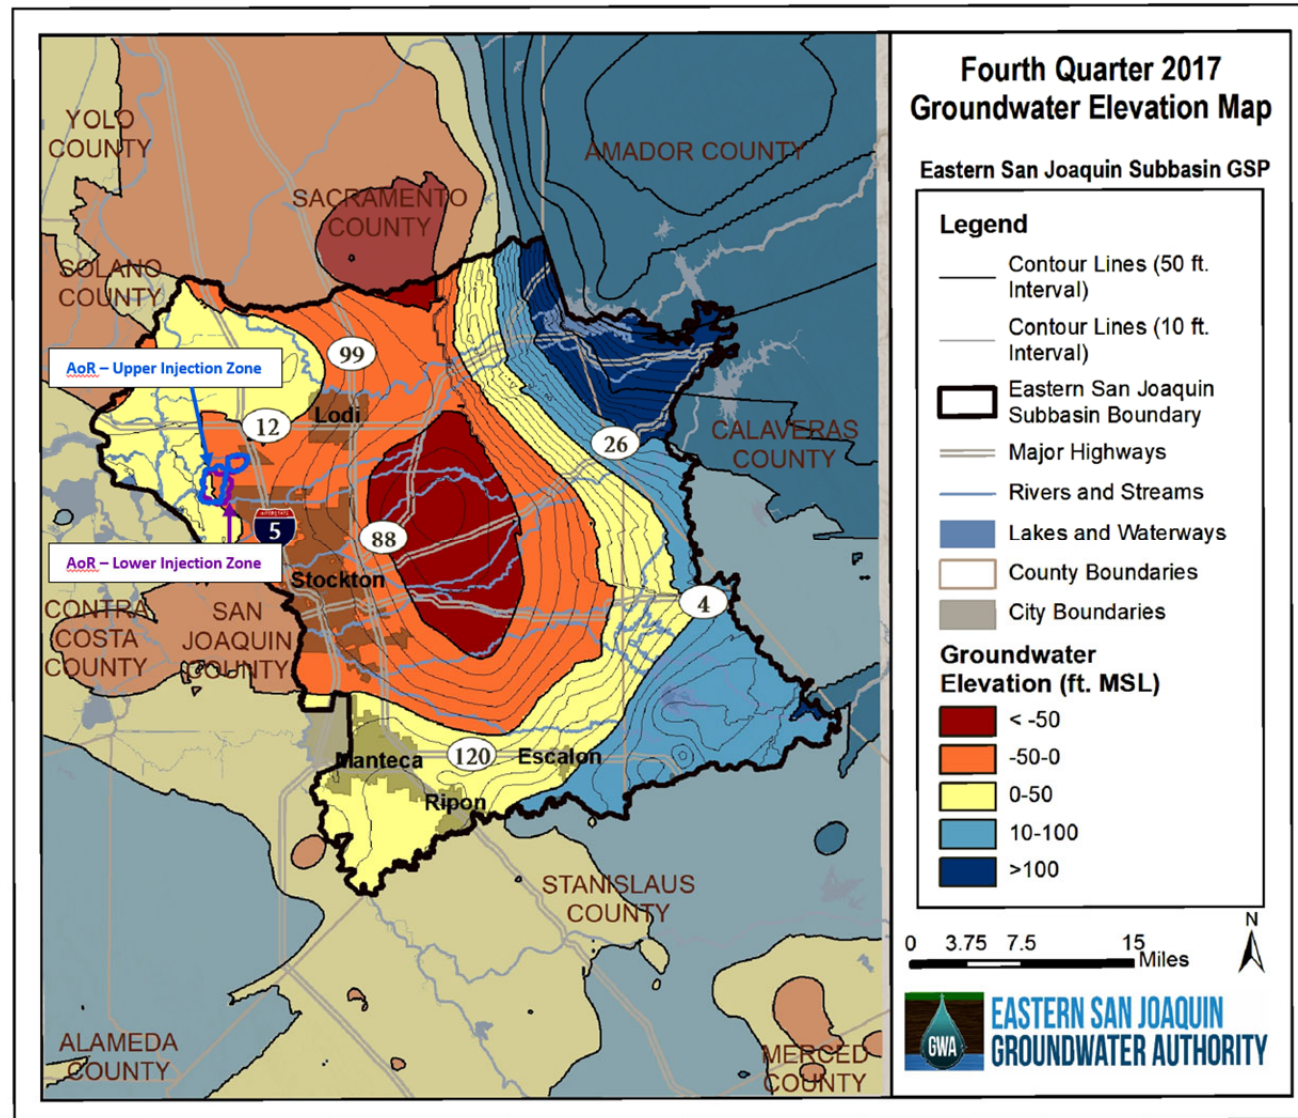 Fourth Quarter 2017
Groundwater Elevation Map
Eastern San Joaquin Subbasin GSP
Legend
Contour Lines (50 ft.
Interval)
Contour Lines (10 ft.
Interval)
Eastern San Joaquin
Subbasin Boundary
Major Highways
Rivers and Streams
Lakes and Waterways
County Boundaries
City Boundaries
Groundwater
Elevation (ft. MSL)
< -50
-50-0
0-50
10-100
>100
N
0 3.75 7.5 15
Miles
GWA
EASTERN SAN JOAQUIN
GROUNDWATER AUTHORITY
YOLO
COUNTY
AMADOR COUNTY
SACRAMENTO
COUNTY
SOLANO
COUNTY
AoR – Upper Injection Zone
99
Lodi
12
26
CALAVERAS
COUNTY
INTERSTATE
5
88
AoR – Lower Injection Zone
Stockton
4
CONTRA
COSTA
COUNTY
SAN
JOAQUIN
COUNTY
Manteca
120
Escalon
Ripon
STANISLAUS
COUNTY
ALAMEDA
COUNTY
MERCED
COUNTY